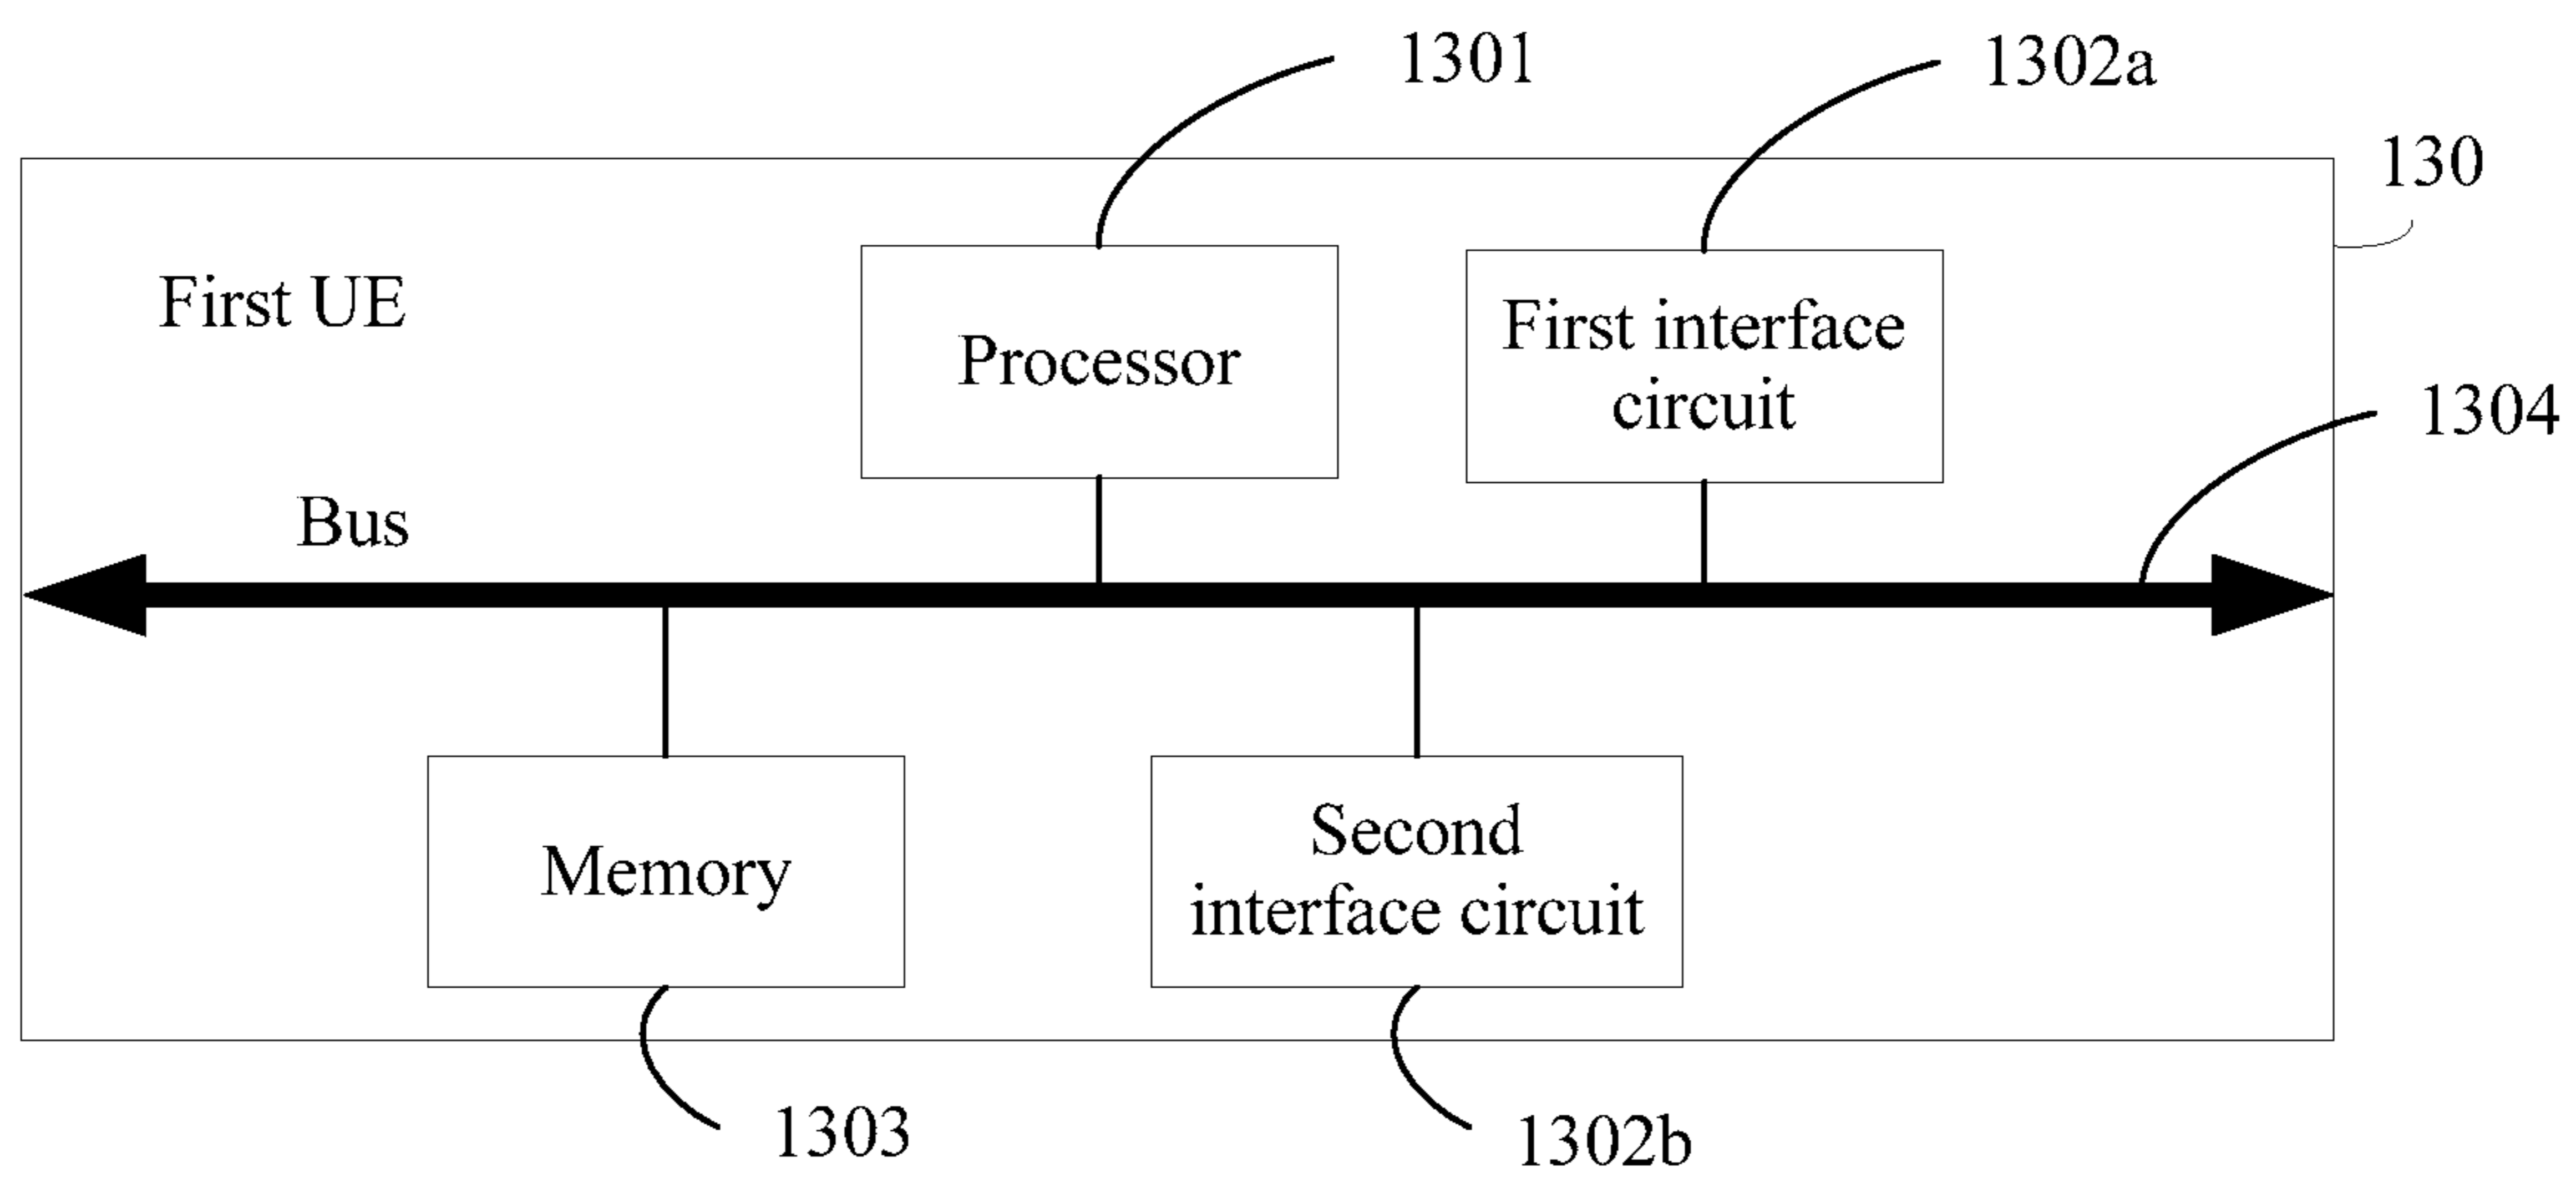 1301
1302a
130
First UE
Processor
First interface
circuit
1304
Bus
Memory
Second
interface circuit
1303
1302b